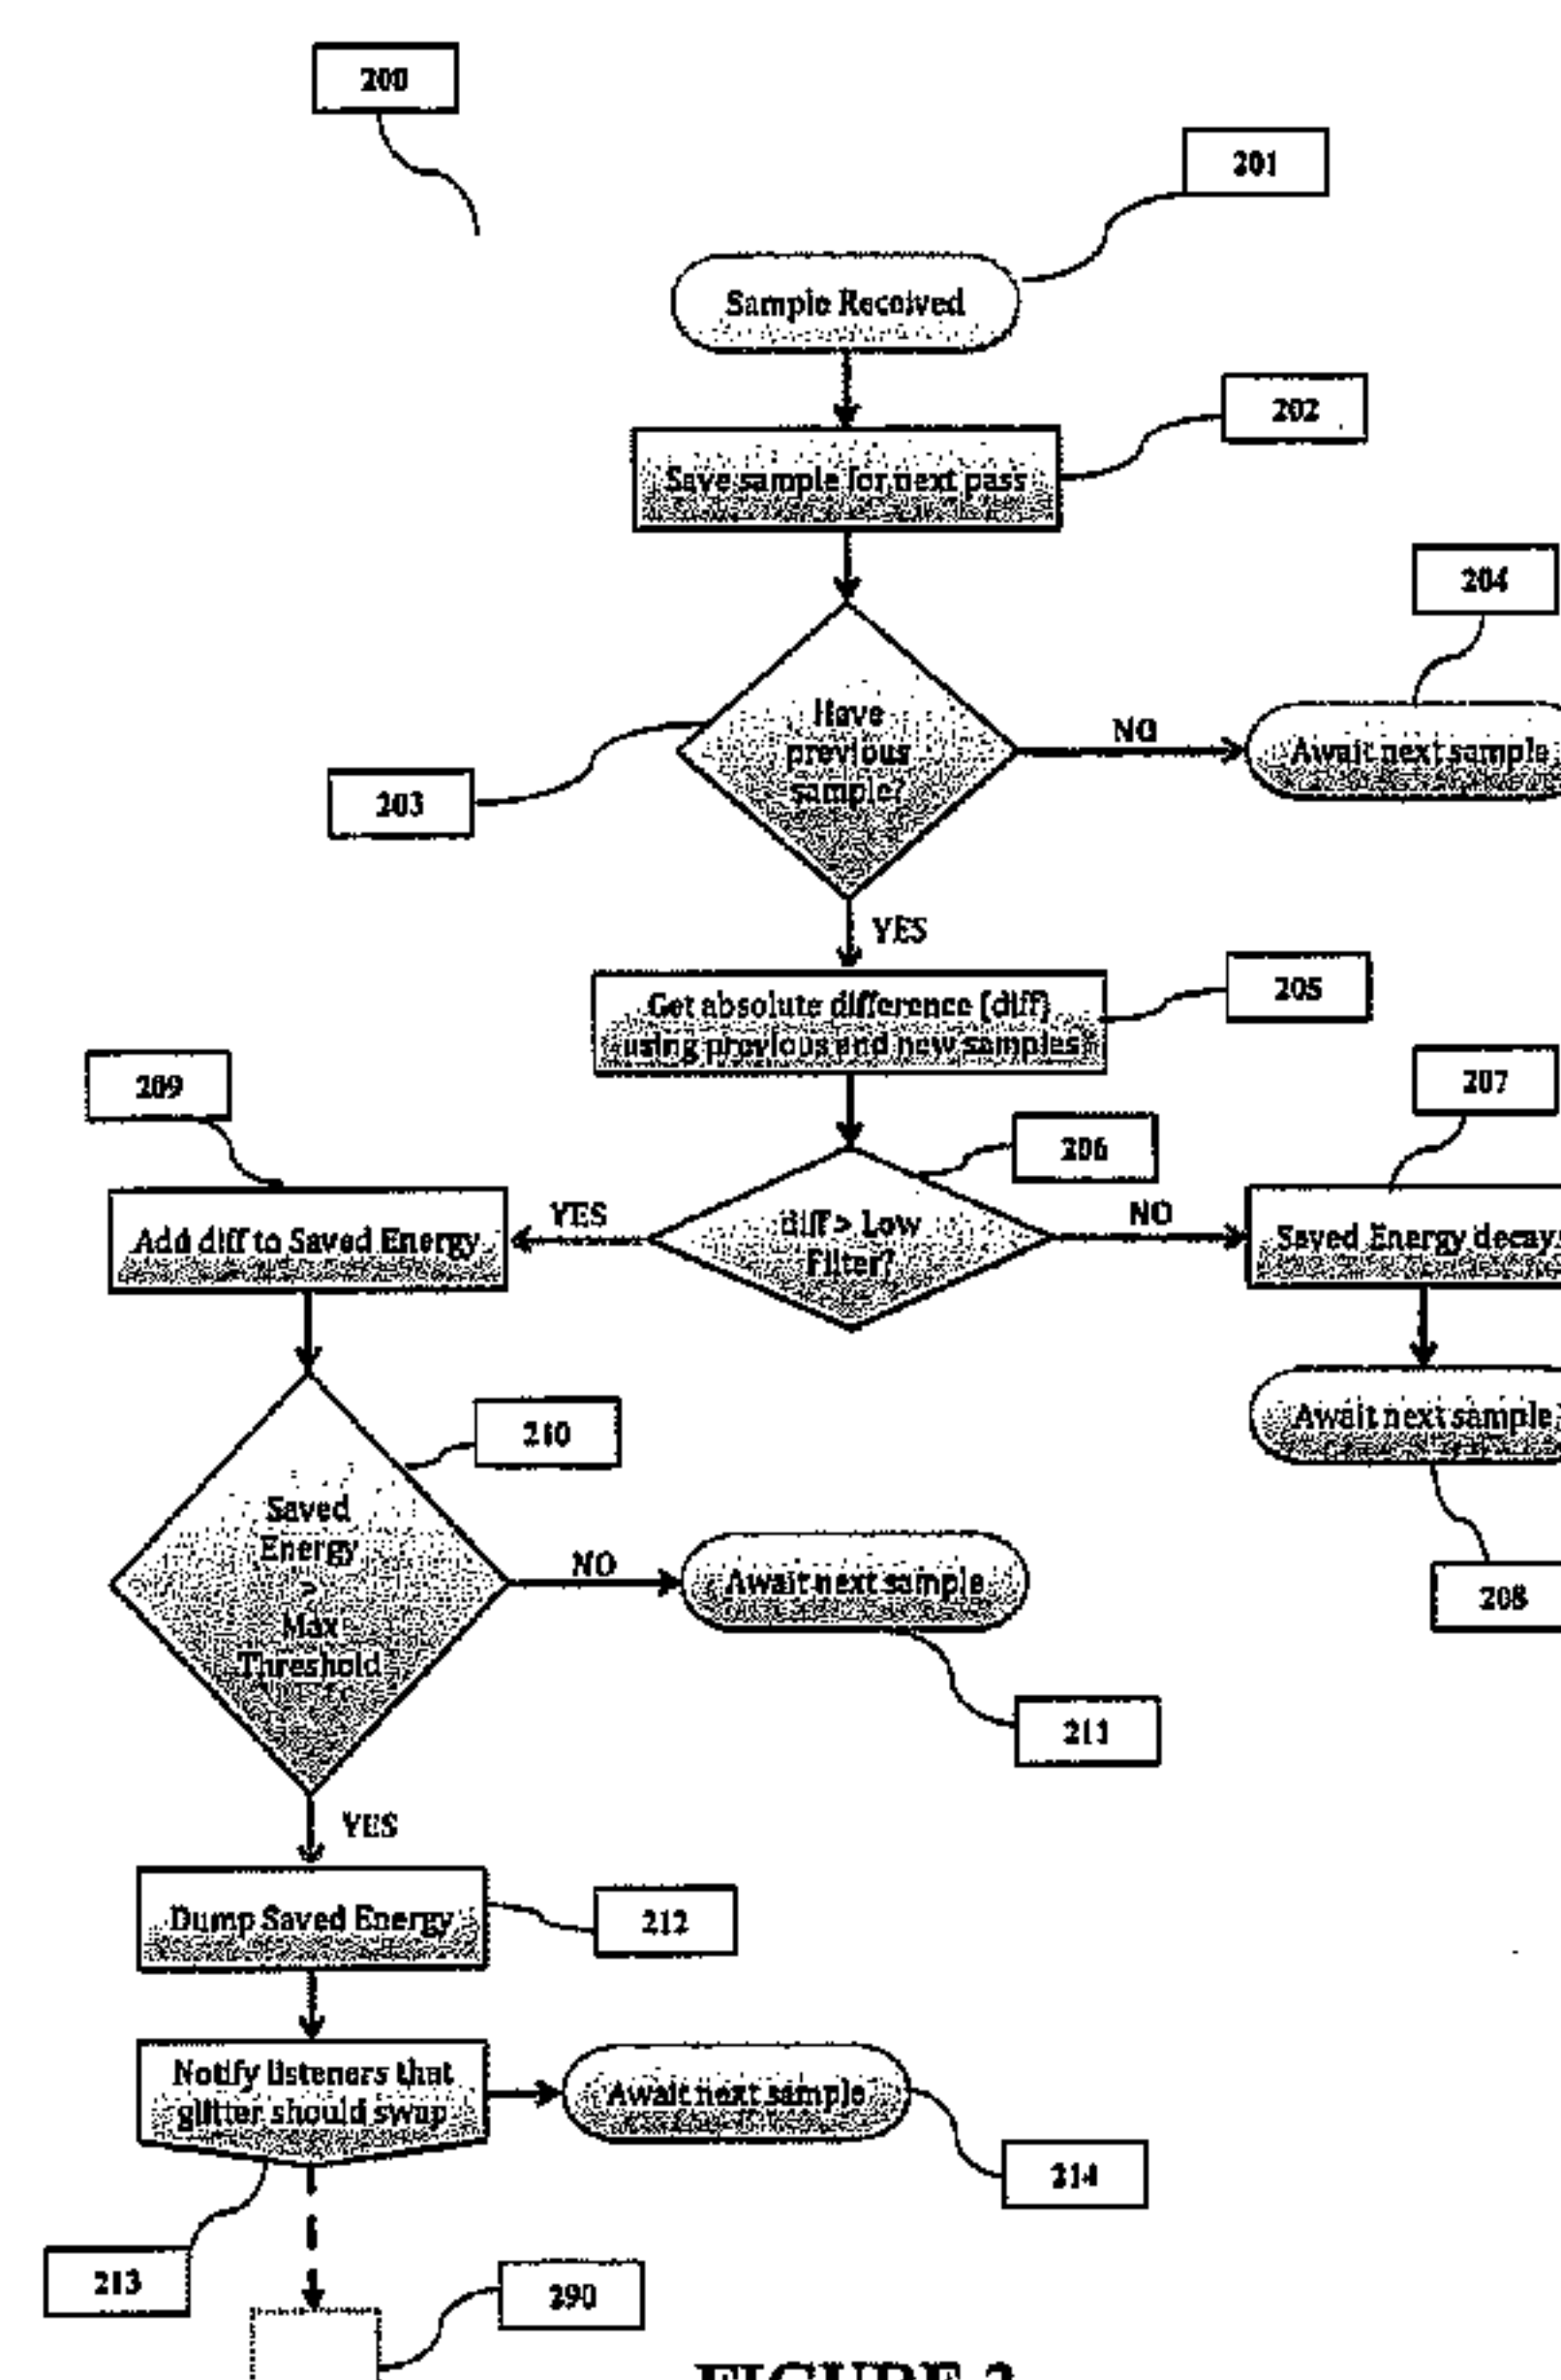 200
201
Sample Received
202
Save sample for next pass
204
Have
previous
sample?
NO
Await next sample
203
YES
Get absolute difference (diff)
using previous and new samples
205
209
207
206
Add diff to Saved Energy
YES
diff > Low
Filter?
NO
Saved Energy decays
210
Await next sample
Saved
Energy
>
Max
Threshold
NO
Await next sample
208
211
YES
Dump Saved Energy
212
Notify listeners that
glitter should swap
Await next sample
214
213
290
FIGURE 2